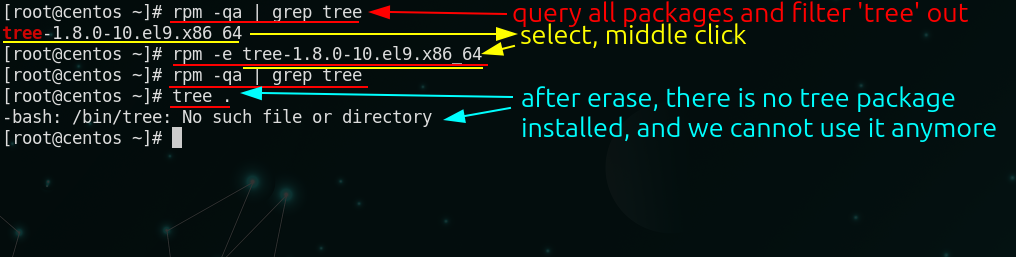 [root@centos ~]# rpm -qa | grep tree
query all packages and filter 'tree' out
tree-1.8.0-10.el9.x86_64
select, middle click
[root@centos ~]# rpm -e tree-1.8.0-10.el9.x86_64
[root@centos ~]# rpm -qa | grep tree
[root@centos ~]# tree .
-bash: /bin/tree: No such file or directory
[root@centos ~]#
after erase, there is no tree package
installed, and we cannot use it anymore